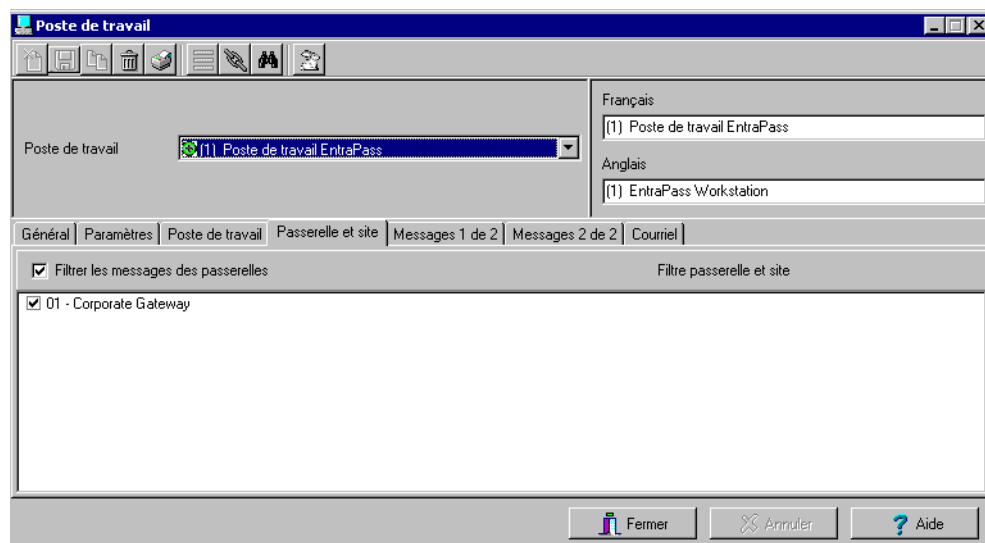 Poste de travail
Français
(1) Poste de travail EntraPass
Poste de travail
(1) Poste de travail EntraPass
Anglais
(1) EntraPass Workstation
Général Paramètres Poste de travail Passerelle et site Messages 1 de 2 Messages 2 de 2 Courriel
Filtrer les messages des passerelles
Filtre passerelle et site
01 - Corporate Gateway
Fermer Annuler Aide